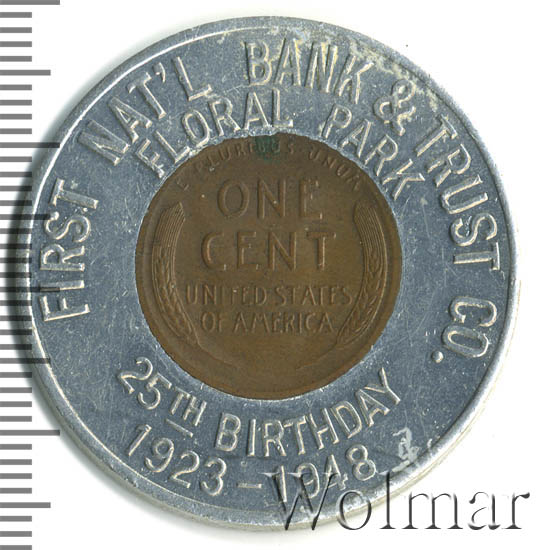 FIRST NAT'L BANK & TRUST CO.
FLORAL PARK
E PLURIBUS UNUM
ONE
CENT
UNITED STATES
OF AMERICA
25TH BIRTHDAY
1923-1948
Wolmar